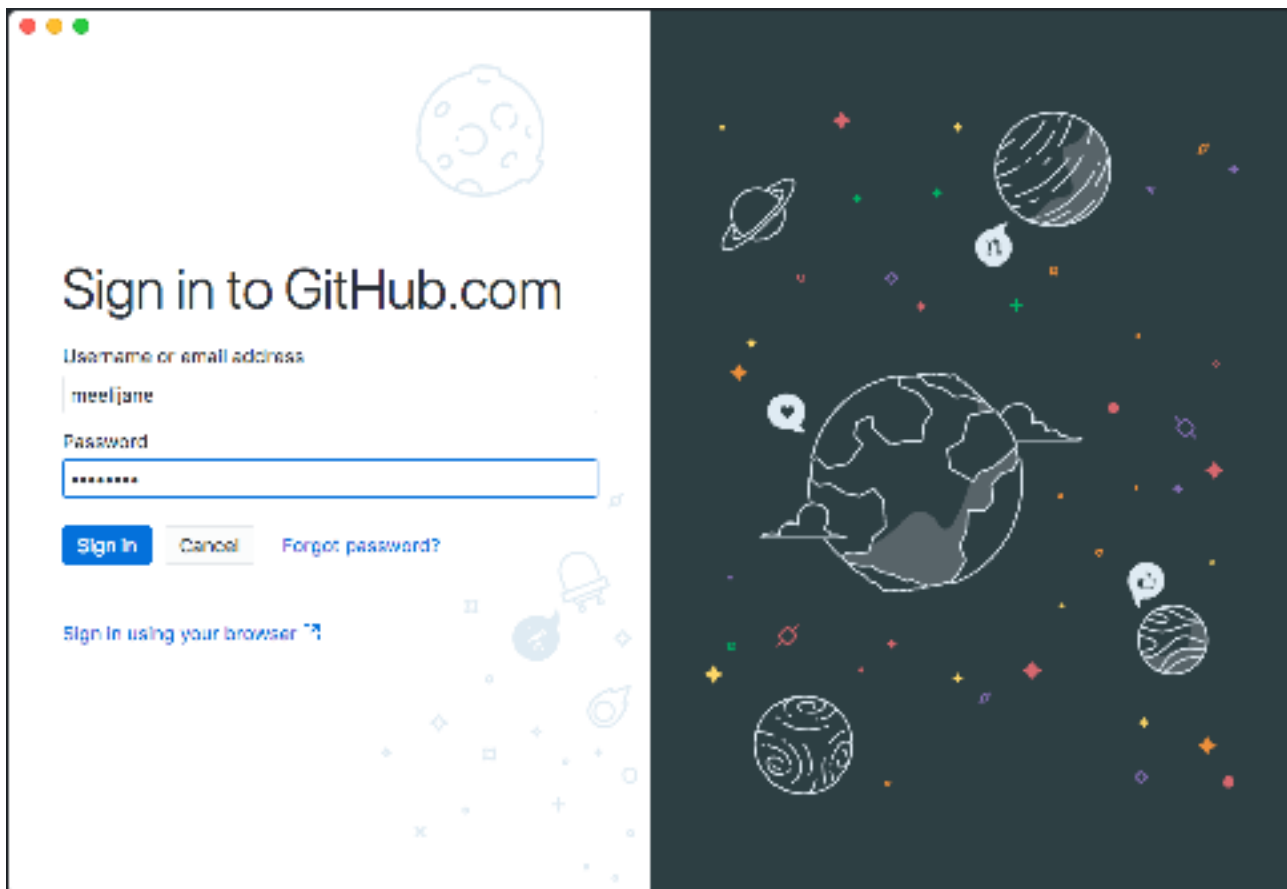 Sign in to GitHub.com
Username or email address
meelijane
Password
••••••••
Sign in Cancel Forgot password?
Sign in using your browser